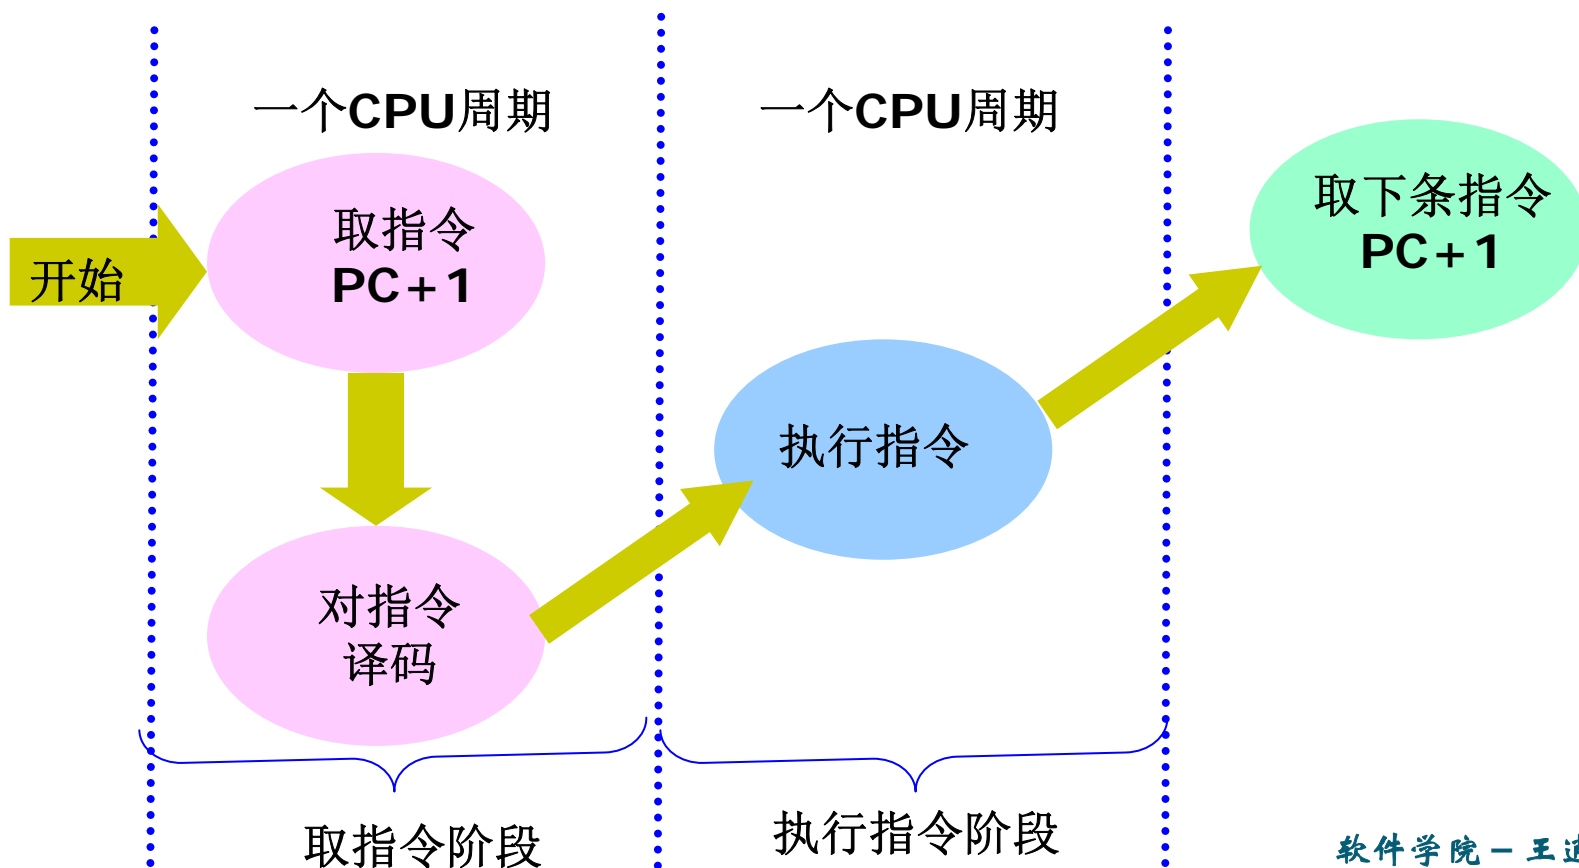 一个CPU周期
一个CPU周期
取下条指令
PC+1
取指令
PC+1
开始
执行指令
对指令
译码
取指令阶段
执行指令阶段
软件学院－王